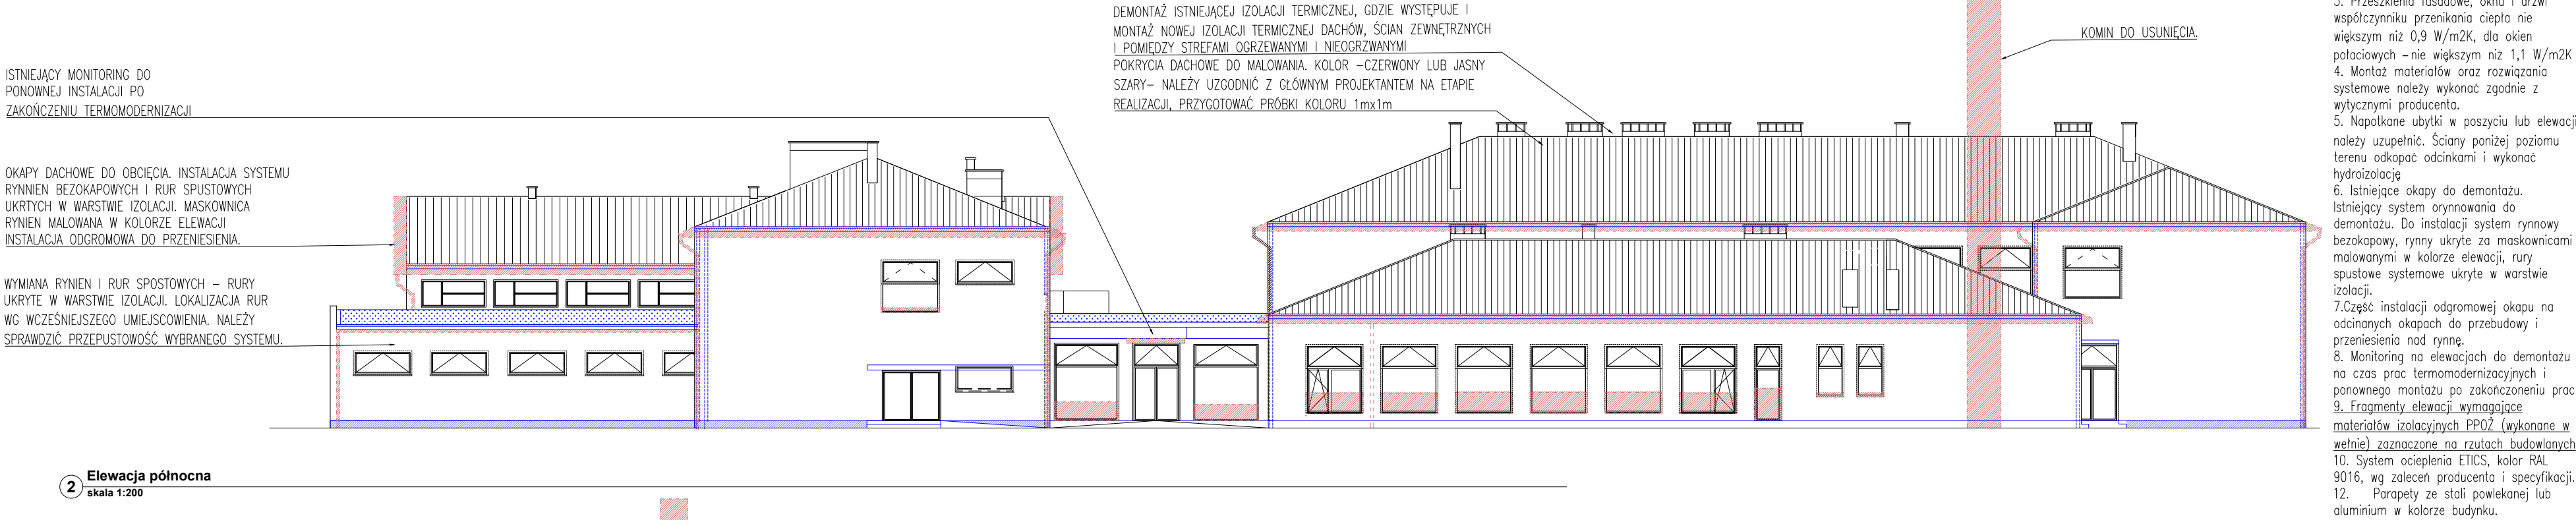 ISTNIEJĄCY MONITORING DO
PONOWNEJ INSTALACJI PO
ZAKOŃCZENIU TERMOMODERNIZACJI
OKAPY DACHOWE DO OBCIĘCIA. INSTALACJA SYSTEMU
RYNNIEN BEZOKAPOWYCH I RUR SPUSTOWYCH
UKRTYCH W WARSTWIE IZOLACJI. MASKOWNICA
RYNIEN MALOWANA W KOLORZE ELEWACJI
INSTALACJA ODGROMOWA DO PRZENIESIENIA.
WYMIANA RYNIEN I RUR SPOSTOWYCH – RURY
UKRYTE W WARSTWIE IZOLACJI. LOKALIZACJA RUR
WG WCZEŚNIEJSZEGO UMIEJSCOWIENIA. NALEŻY
SPRAWDZIĆ PRZEPUSTOWOŚĆ WYBRANEGO SYSTEMU.
DEMONTAŻ ISTNIEJĄCEJ IZOLACJI TERMICZNEJ, GDZIE WYSTĘPUJE I
MONTAŻ NOWEJ IZOLACJI TERMICZNEJ DACHÓW, ŚCIAN ZEWNĘTRZNYCH
I POMIĘDZY STREFAMI OGRZEWANYMI I NIEOGRZWANYMI
POKRYCIA DACHOWE DO MALOWANIA. KOLOR –CZERWONY LUB JASNY
SZARY– NALEŻY UZGODNIĆ Z GŁÓWNYM PROJEKTANTEM NA ETAPIE
REALIZACJI, PRZYGOTOWAĆ PRÓBKI KOLORU 1mx1m
KOMIN DO USUNIĘCIA.
3. Przeszklenia fasadowe, okna i drzwi
współczynniku przenikania ciepła nie
większym niż 0,9 W/m2K, dla okien
połaciowych –nie większym niż 1,1 W/m2K
4. Montaż materiałów oraz rozwiązania
systemowe należy wykonać zgodnie z
wytycznymi producenta.
5. Napotkane ubytki w poszyciu lub elewacji
należy uzupełnić. Ściany poniżej poziomu
terenu odkopać odcinkami i wykonać
hydroizolację
6. Istniejące okapy do demontażu.
Istniejący system orynnowania do
demontażu. Do instalacji system rynnowy
bezokapowy, rynny ukryte za maskownicami
malowanymi w kolorze elewacji, rury
spustowe systemowe ukryte w warstwie
izolacji.
7.Część instalacji odgromowej okapu na
odcinanych okapach do przebudowy i
przeniesienia nad rynnę.
8. Monitoring na elewacjach do demontażu
na czas prac termomodernizacyjnych i
ponownego montażu po zakończoneniu prac
9. Fragmenty elewacji wymagające
materiałów izolacyjnych PPOŻ (wykonane w
wełnie) zaznaczone na rzutach budowlanych
10. System ocieplenia ETICS, kolor RAL
9016, wg zaleceń producenta i specyfikacji.
12. Parapety ze stali powlekanej lub
aluminium w kolorze budynku.
2 Elewacja północna
skala 1:200